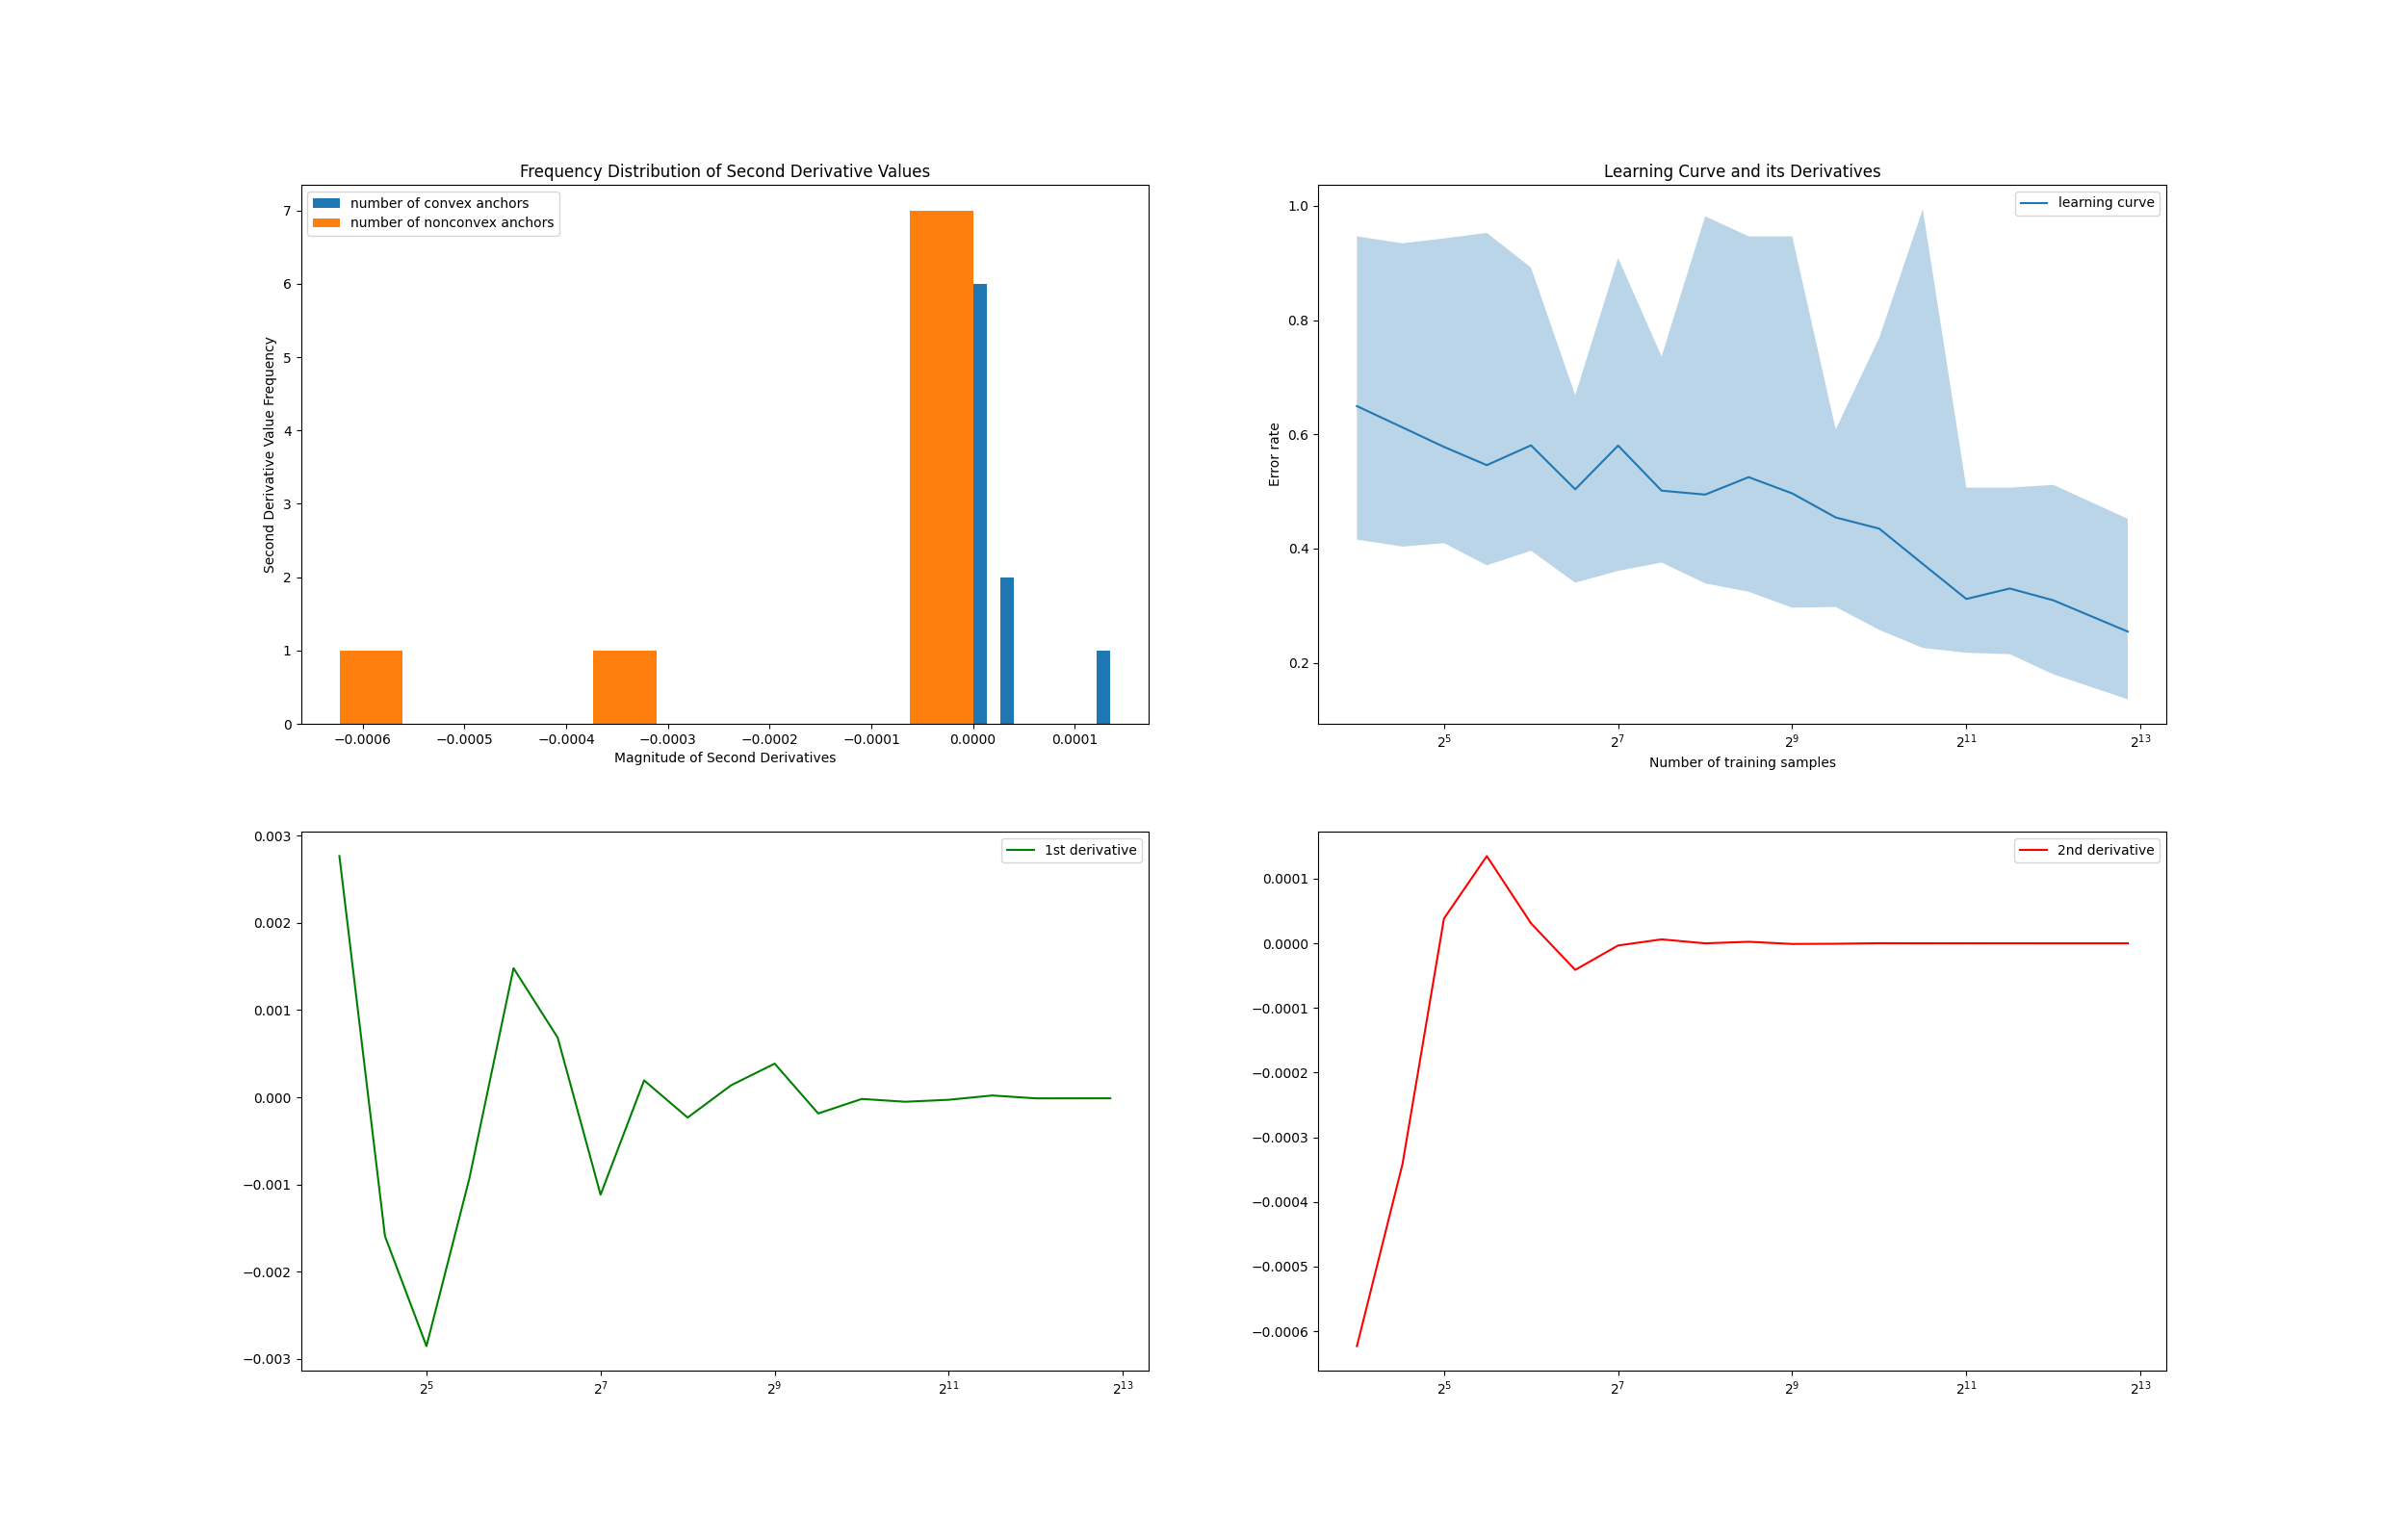 Frequency Distribution of Second Derivative Values
number of convex anchors
number of nonconvex anchors
7
6
5
4
3
2
1
0
Second Derivative Value Frequency
−0.0006 −0.0005 −0.0004 −0.0003 −0.0002 −0.0001 0.0000 0.0001
Magnitude of Second Derivatives
Learning Curve and its Derivatives
learning curve
1.0
0.8
0.6
0.4
0.2
Error rate
2^5 2^7 2^9 2^11 2^13
Number of training samples
1st derivative
0.003
0.002
0.001
0.000
−0.001
−0.002
−0.003
2^5 2^7 2^9 2^11 2^13
2nd derivative
0.0001
0.0000
−0.0001
−0.0002
−0.0003
−0.0004
−0.0005
−0.0006
2^5 2^7 2^9 2^11 2^13